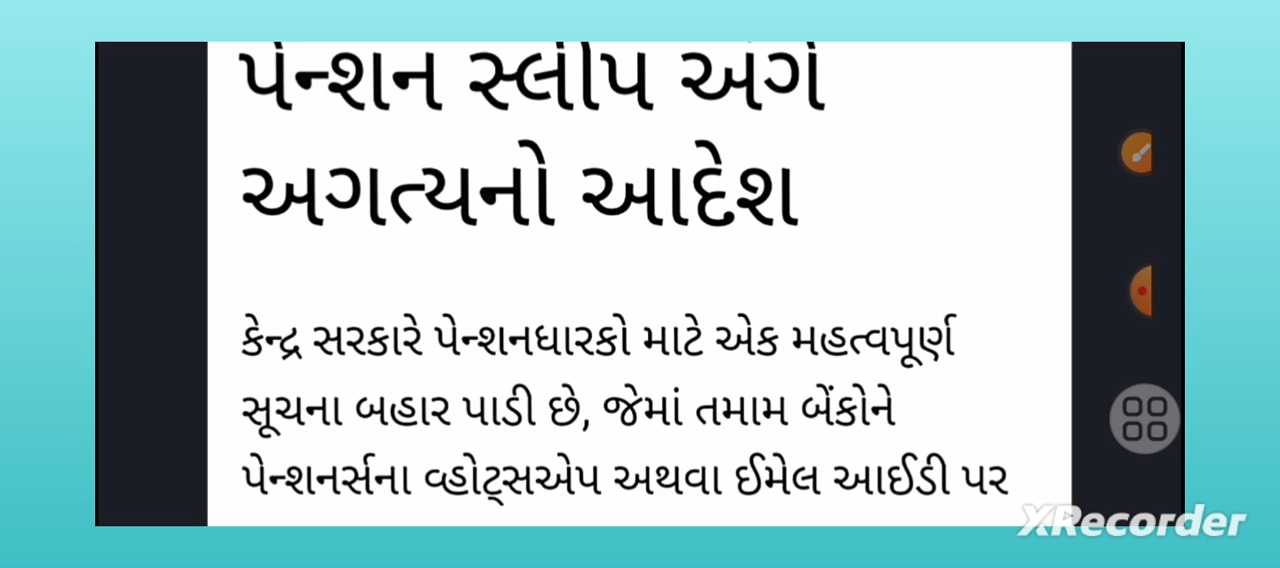 પેન્શન સ્લીપ અંગે
અગત્યનો આદેશ
કેન્દ્ર સરકારે પેન્શનધારકો માટે એક મહત્વપૂર્ણ
સૂચના બહાર પાડી છે, જેમાં તમામ બેંકોને
પેન્શનર્સના વ્હોટ્સએપ અથવા ઈમેલ આઈડી પર
XRecorder